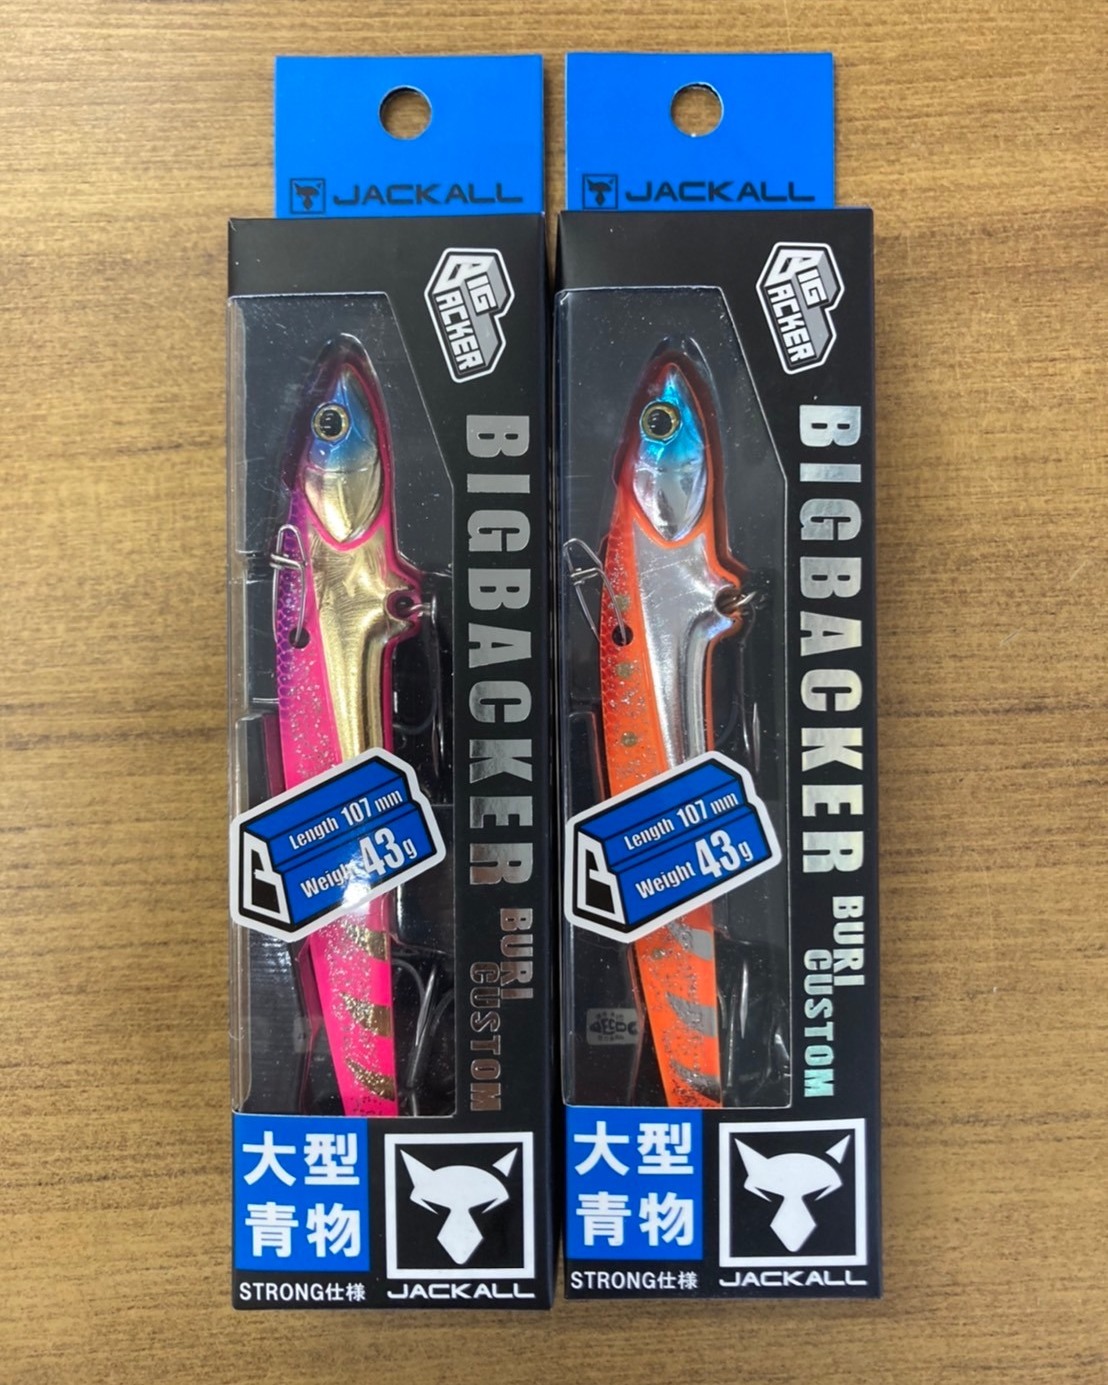 JACKALL
BIG
BACKER
BIGBACKER
BURI
CUSTOM
Length 107 mm
Weight 43g
大型
青物
STRONG仕様
JACKALL
JACKALL
BIG
BACKER
BIGBACKER
BURI
CUSTOM
Length 107 mm
Weight 43g
大型
青物
STRONG仕様
JACKALL